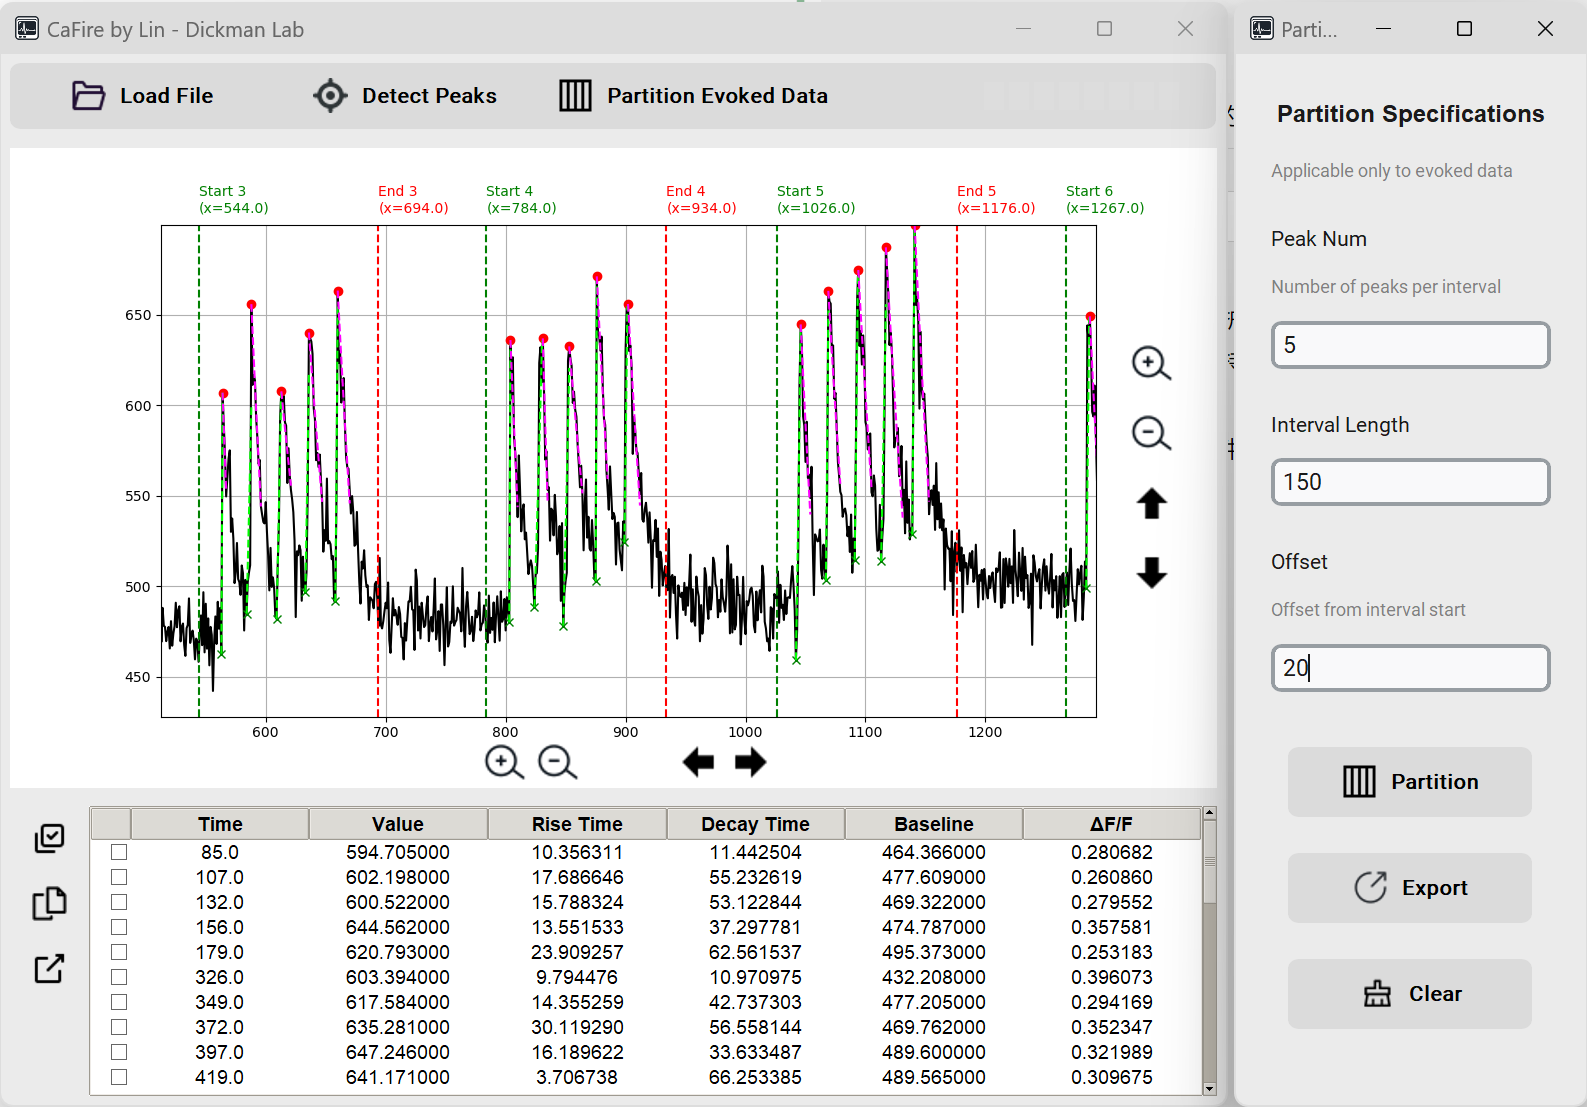 CaFire by Lin - Dickman Lab
Load File
Detect Peaks
Partition Evoked Data
Start 3
(x=544.0)
End 3
(x=694.0)
Start 4
(x=784.0)
End 4
(x=934.0)
Start 5
(x=1026.0)
End 5
(x=1176.0)
Start 6
(x=1267.0)
650
600
550
500
450
600 700 800 900 1000 1100 1200
Time Value Rise Time Decay Time Baseline ΔF/F
85.0 594.705000 10.356311 11.442504 464.366000 0.280682
107.0 602.198000 17.686646 55.232619 477.609000 0.260860
132.0 600.522000 15.788324 53.122844 469.322000 0.279552
156.0 644.562000 13.551533 37.297781 474.787000 0.357581
179.0 620.793000 23.909257 62.561537 495.373000 0.253183
326.0 603.394000 9.794476 10.970975 432.208000 0.396073
349.0 617.584000 14.355259 42.737303 477.205000 0.294169
372.0 635.281000 30.119290 56.558144 469.762000 0.352347
397.0 647.246000 16.189622 33.633487 489.600000 0.321989
419.0 641.171000 3.706738 66.253385 489.565000 0.309675
Parti...
Partition Specifications
Applicable only to evoked data
Peak Num
Number of peaks per interval
5
Interval Length
150
Offset
Offset from interval start
20
Partition
Export
Clear